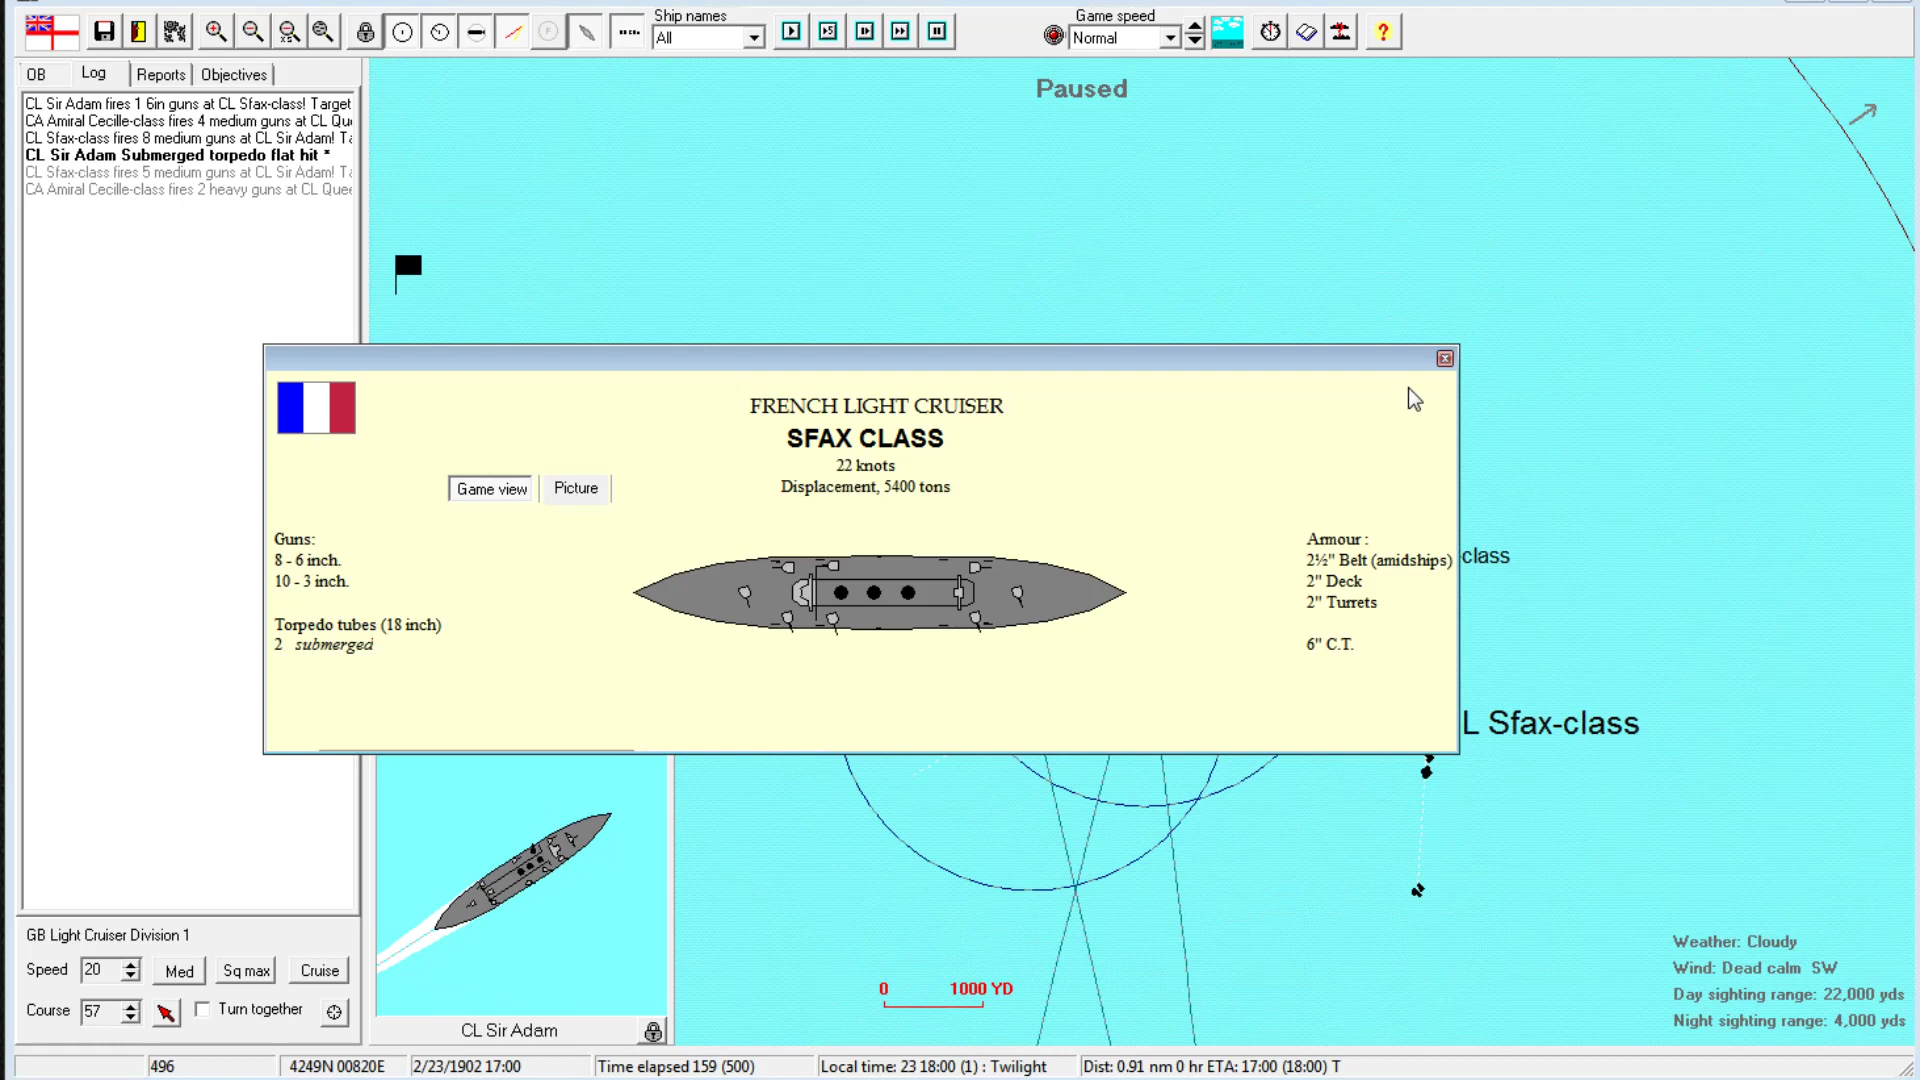 Ship names
All
Game speed
Normal
?
OB
Log
Reports
Objectives
CL Sir Adam fires 1 6in guns at CL Sfax-class! Target
CA Amiral Cecille-class fires 4 medium guns at CL Qu
CL Sfax-class fires 8 medium guns at CL Sir Adam! T
CL Sir Adam Submerged torpedo flat hit *
CL Sfax-class fires 5 medium guns at CL Sir Adam! T
CA Amiral Cecille-class fires 2 heavy guns at CL Que
Paused
FRENCH LIGHT CRUISER
SFAX CLASS
22 knots
Displacement, 5400 tons
Game view
Picture
Guns:
8 - 6 inch.
10 - 3 inch.
Torpedo tubes (18 inch)
2 submerged
Armour :
2½" Belt (amidships)
2" Deck
2" Turrets
6" C.T.
class
L Sfax-class
GB Light Cruiser Division 1
Speed 20 Med Sq max Cruise
Course 57 Turn together
CL Sir Adam
0 1000 YD
Weather: Cloudy
Wind: Dead calm SW
Day sighting range: 22,000 yds
Night sighting range: 4,000 yds
496 4249N 00820E 2/23/1902 17:00 Time elapsed 159 (500) Local time: 23 18:00 (1) : Twilight Dist: 0.91 nm 0 hr ETA: 17:00 (18:00) T